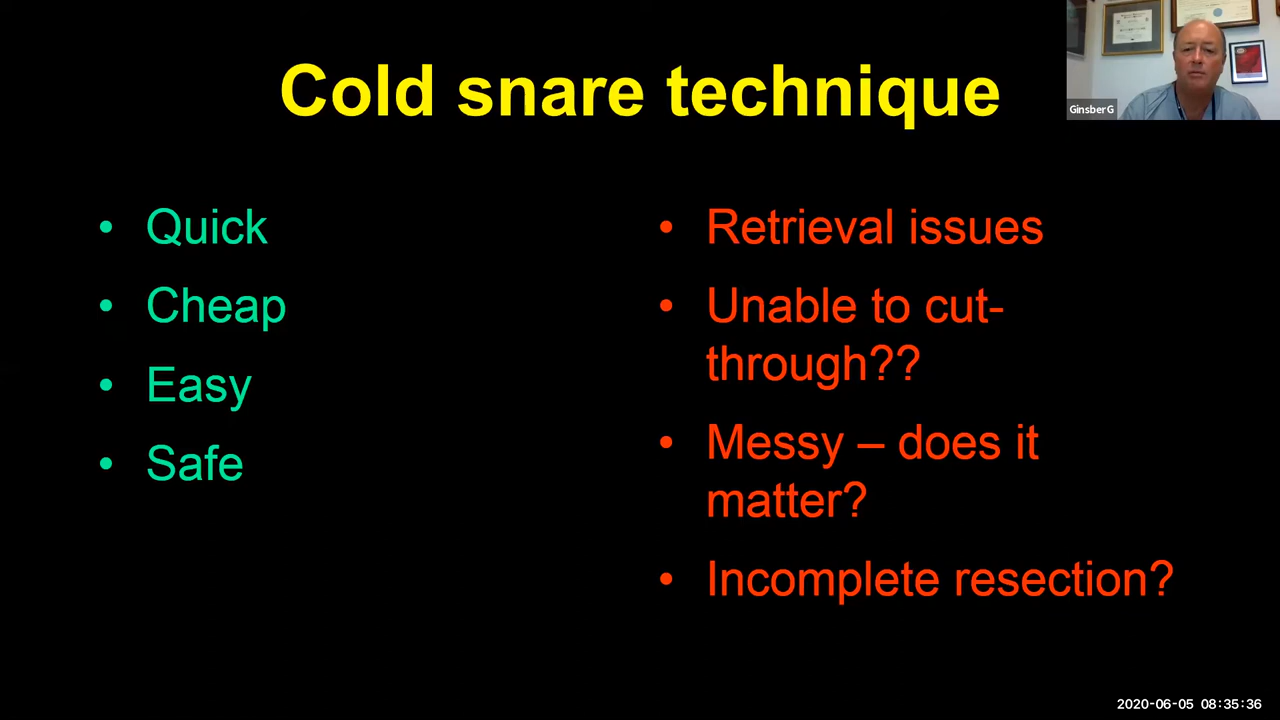 Cold snare technique
GinsberG
• Quick
• Cheap
• Easy
• Safe
• Retrieval issues
• Unable to cut-
through??
• Messy – does it
matter?
• Incomplete resection?
2020-06-05 08:35:36